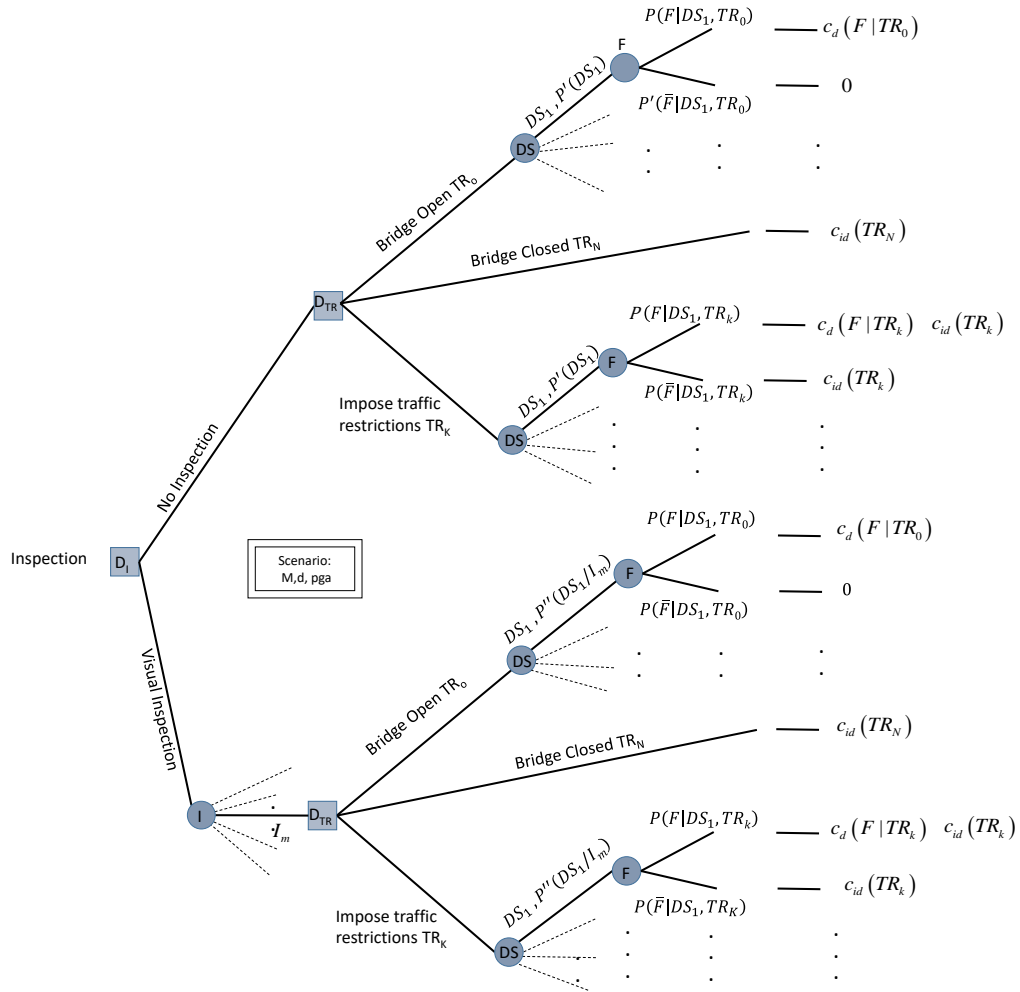 P(F|DS₁, TR₀)
c_d (F | TR₀)
F
0
P′(F̄|DS₁, TR₀)
DS₁, P′(DS₁)
DS
Bridge Open TRₒ
c_id (TR_N)
Bridge Closed TR_N
D_TR
P(F|DS₁, TR_k)
c_d (F | TR_k) c_id (TR_k)
F
DS₁, P′(DS₁)
c_id (TR_k)
P(F̄|DS₁, TR_k)
Impose traffic
restrictions TR_K
DS
No Inspection
P(F|DS₁, TR₀)
c_d (F | TR₀)
Inspection
D_I
Scenario:
M,d, pga
F
0
P(F̄|DS₁, TR₀)
DS₁, P″(DS₁/I_m)
DS
Visual Inspection
Bridge Open TRₒ
c_id (TR_N)
Bridge Closed TR_N
I
I_m
D_TR
P(F|DS₁, TR_k)
c_d (F | TR_k) c_id (TR_k)
F
DS₁, P″(DS₁/I_m)
c_id (TR_k)
P(F̄|DS₁, TR_K)
Impose traffic
restrictions TR_K
DS